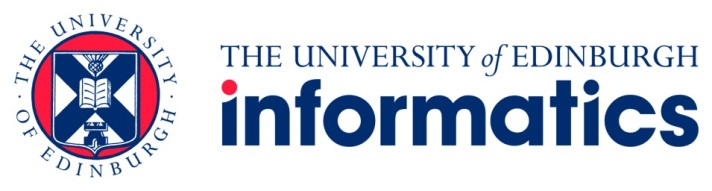 · THE UNIVERSITY ·
OF EDINBURGH
THE UNIVERSITY of EDINBURGH
informatics